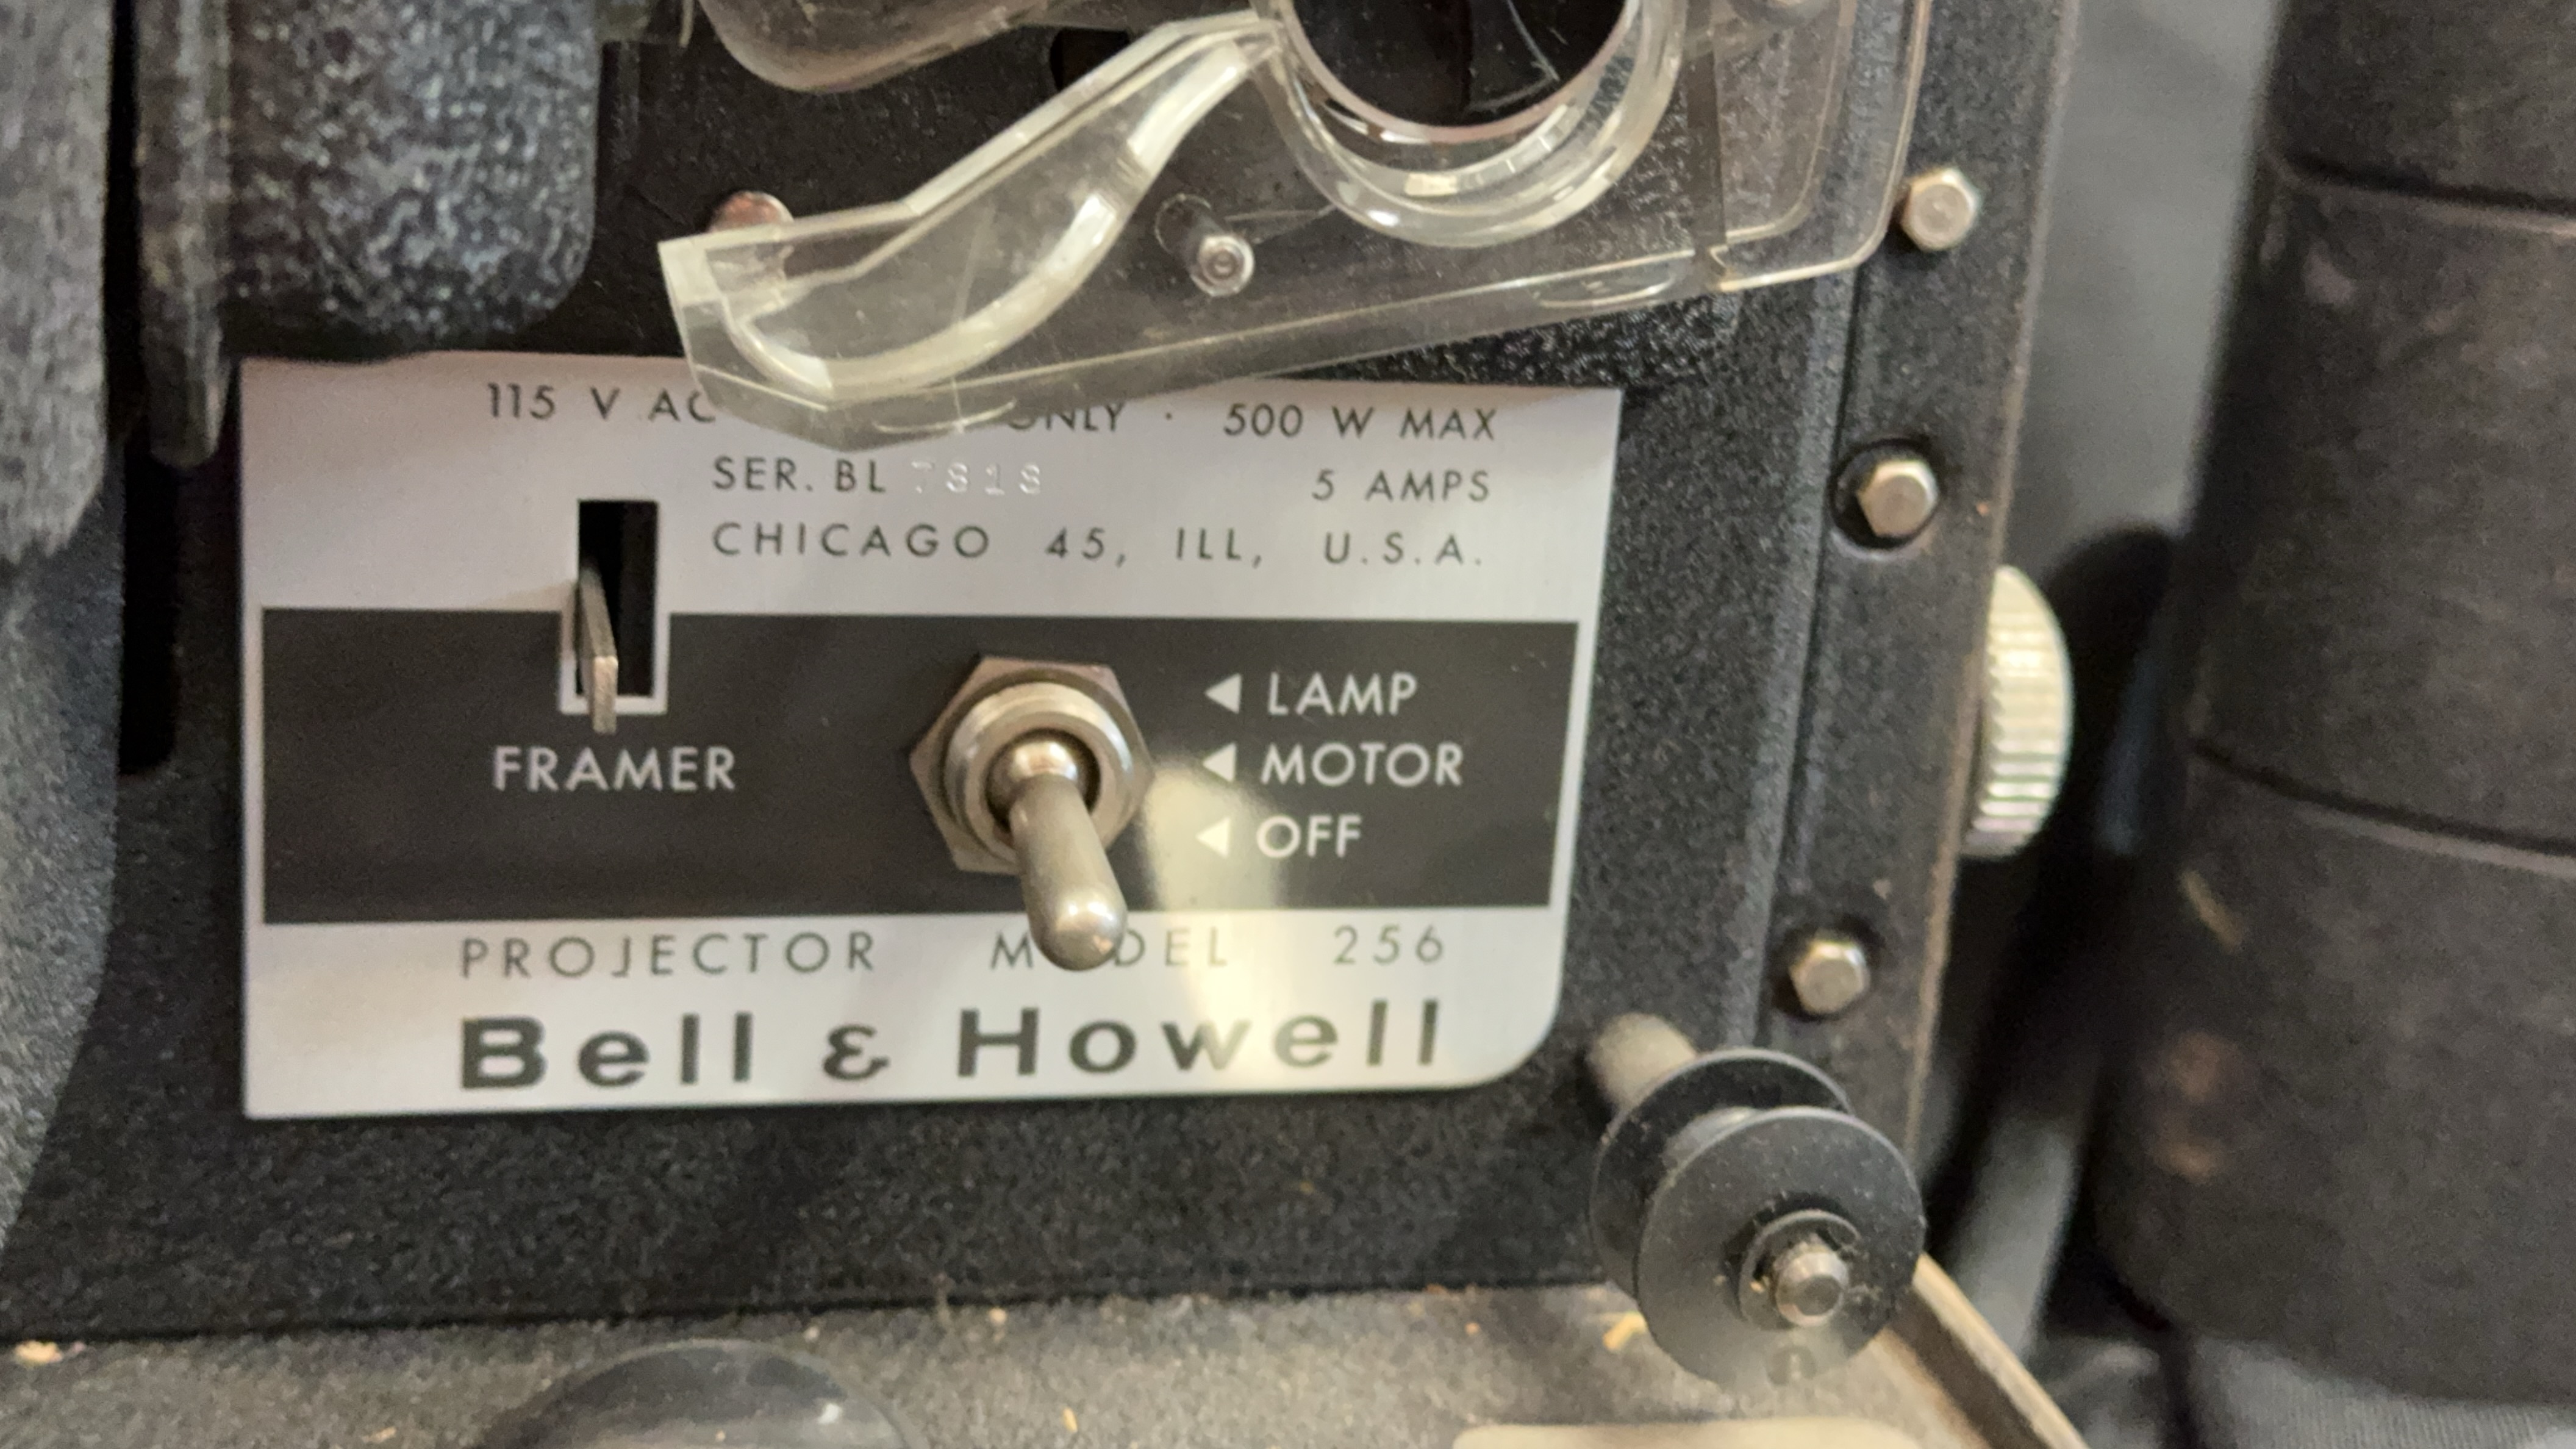 115 V AC ONLY · 500 W MAX
SER. BL 7818 5 AMPS
CHICAGO 45, ILL, U.S.A.
◀ LAMP
◀ MOTOR
◀ OFF
FRAMER
PROJECTOR MODEL 256
Bell & Howell